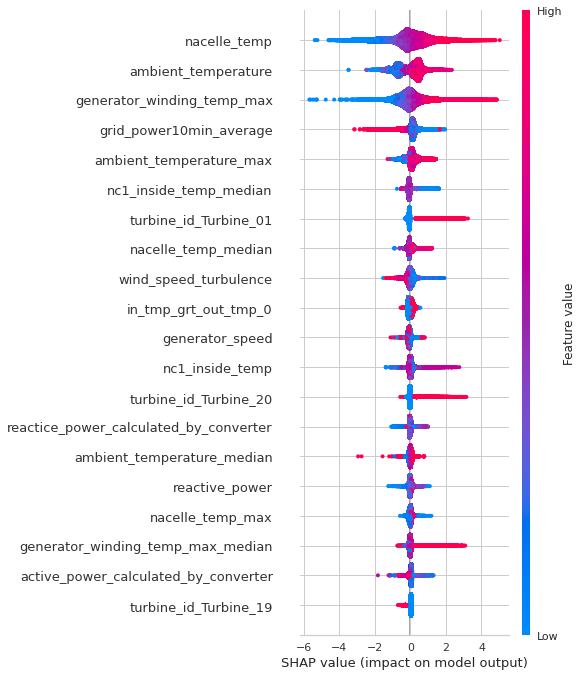 High
nacelle_temp
ambient_temperature
generator_winding_temp_max
grid_power10min_average
ambient_temperature_max
nc1_inside_temp_median
turbine_id_Turbine_01
nacelle_temp_median
wind_speed_turbulence
in_tmp_grt_out_tmp_0
generator_speed
nc1_inside_temp
turbine_id_Turbine_20
reactice_power_calculated_by_converter
ambient_temperature_median
reactive_power
nacelle_temp_max
generator_winding_temp_max_median
active_power_calculated_by_converter
turbine_id_Turbine_19
Feature value
Low
−6 −4 −2 0 2 4
SHAP value (impact on model output)